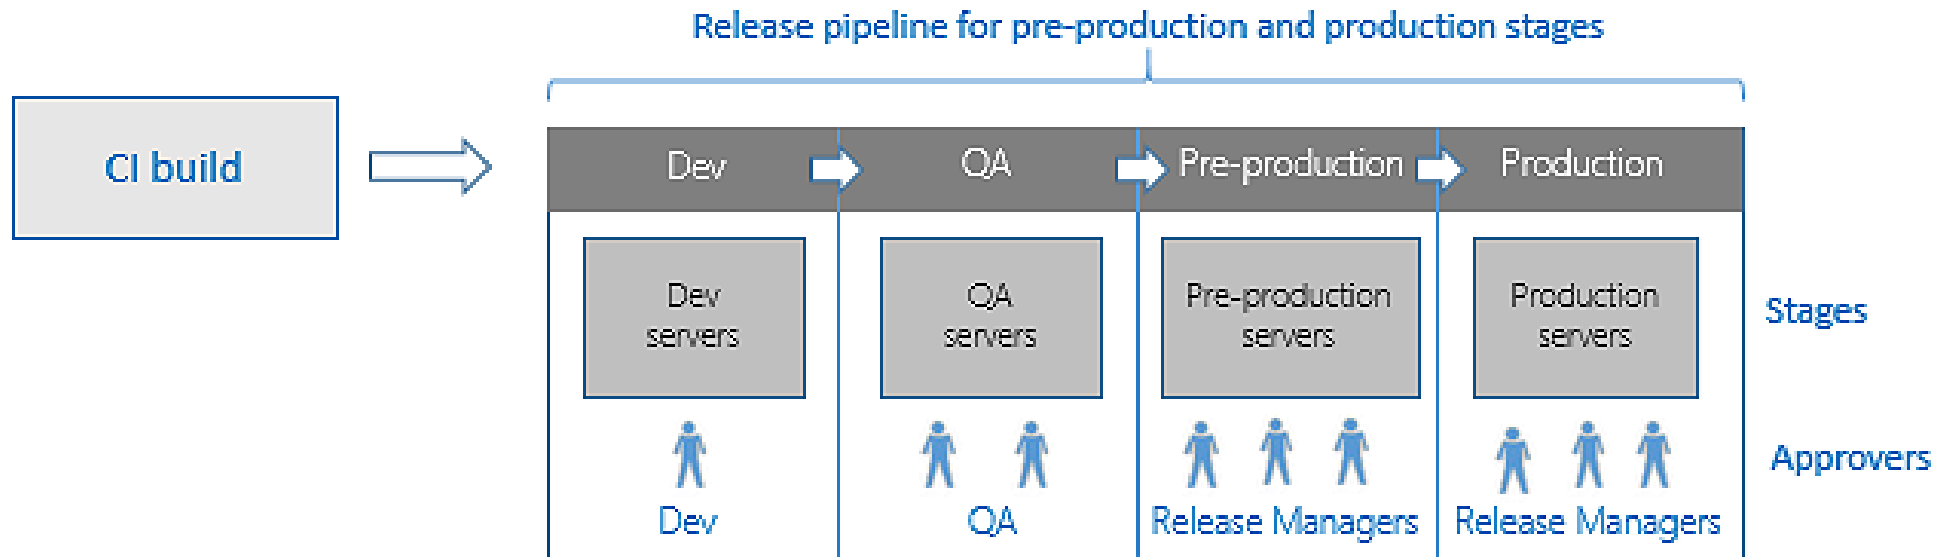 Release pipeline for pre-production and production stages
CI build
Dev
QA
Pre-production
Production
Dev
servers
QA
servers
Pre-production
servers
Production
servers
Stages
Approvers
Dev
QA
Release Managers
Release Managers